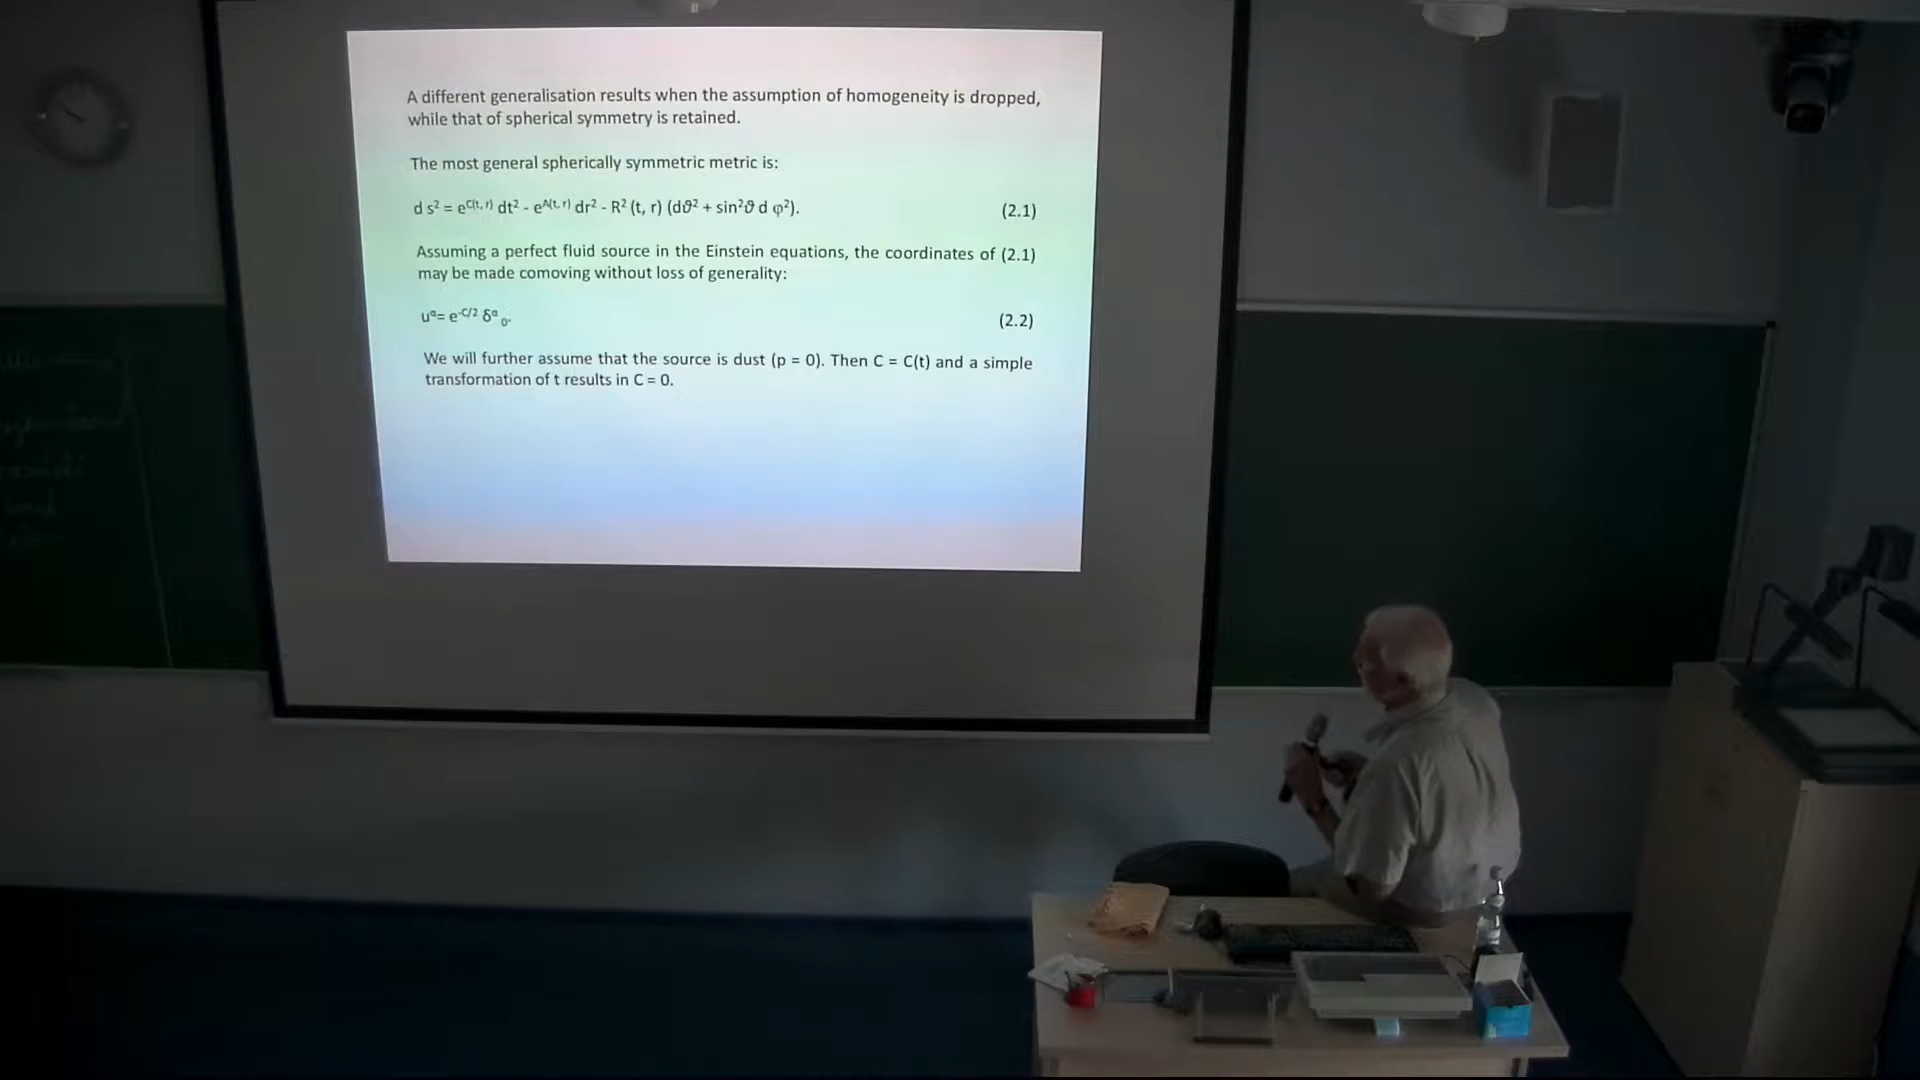 A different generalisation results when the assumption of homogeneity is dropped,
while that of spherical symmetry is retained.
The most general spherically symmetric metric is:
d s² = e^C(t, r) dt² - e^A(t, r) dr² - R² (t, r) (dϑ² + sin²ϑ d φ²). (2.1)
Assuming a perfect fluid source in the Einstein equations, the coordinates of (2.1)
may be made comoving without loss of generality:
u^α= e^-C/2 δ^α ₀. (2.2)
We will further assume that the source is dust (p = 0). Then C = C(t) and a simple
transformation of t results in C = 0.